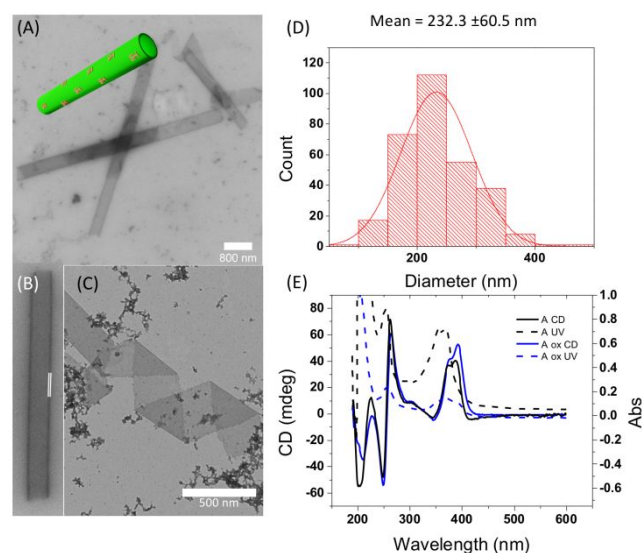 (A)
800 nm
(B)
(C)
500 nm
(D)
Mean = 232.3 ±60.5 nm
120
100
80
60
40
20
0
Count
0
200
400
Diameter (nm)
(E)
80
60
40
20
0
-20
-40
-60
CD (mdeg)
A CD
A UV
A ox CD
A ox UV
1.0
0.8
0.6
0.4
0.2
0.0
-0.2
-0.4
-0.6
Abs
200
300
400
500
600
Wavelength (nm)